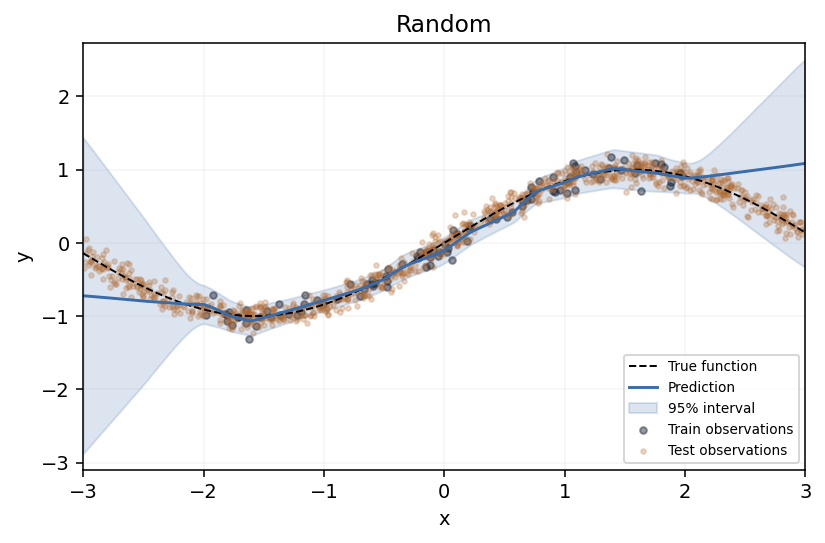 Random
y
2
1
0
−1
−2
−3
−3
−2
−1
0
1
2
3
x
True function
Prediction
95% interval
Train observations
Test observations